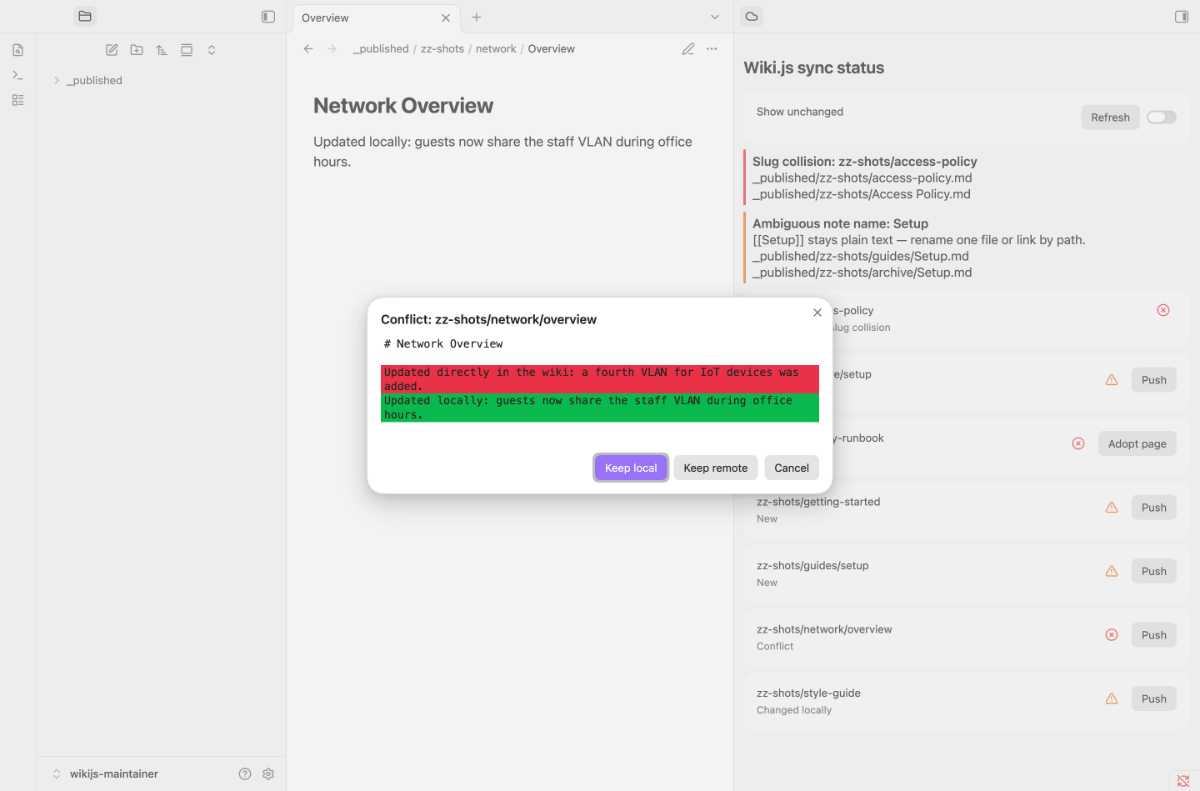 Overview
_published / zz-shots / network / Overview
_published
Network Overview
Updated locally: guests now share the staff VLAN during office
hours.
wikijs-maintainer
Wiki.js sync status
Show unchanged
Refresh
Slug collision: zz-shots/access-policy
_published/zz-shots/access-policy.md
_published/zz-shots/Access Policy.md
Ambiguous note name: Setup
[[Setup]] stays plain text — rename one file or link by path.
_published/zz-shots/guides/Setup.md
_published/zz-shots/archive/Setup.md
s-policy
slug collision
e/setup
Push
y-runbook
Adopt page
zz-shots/getting-started
New
Push
zz-shots/guides/setup
New
Push
zz-shots/network/overview
Conflict
Push
zz-shots/style-guide
Changed locally
Push
Conflict: zz-shots/network/overview
# Network Overview
Updated directly in the wiki: a fourth VLAN for IoT devices was
added.
Updated locally: guests now share the staff VLAN during office
hours.
Keep local
Keep remote
Cancel